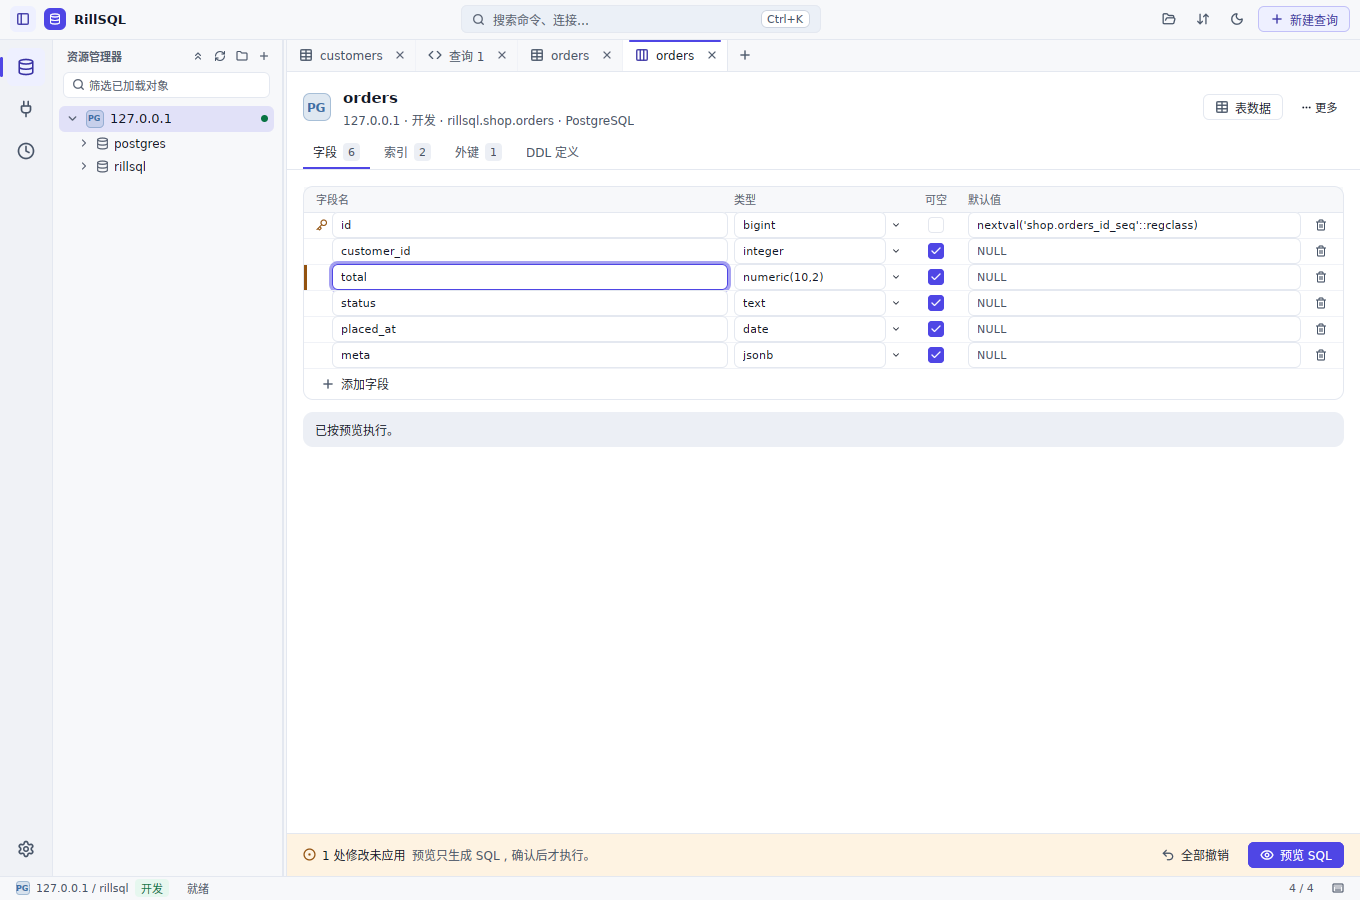 RillSQL
搜索命令、连接...
Ctrl+K
新建查询
资源管理器
筛选已加载对象
PG 127.0.0.1
postgres
rillsql
customers
查询 1
orders
orders
PG
orders
127.0.0.1 · 开发 · rillsql.shop.orders · PostgreSQL
表数据
更多
字段 6
索引 2
外键 1
DDL 定义
字段名 类型 可空 默认值
id bigint nextval('shop.orders_id_seq'::regclass)
customer_id integer NULL
total numeric(10,2) NULL
status text NULL
placed_at date NULL
meta jsonb NULL
添加字段
已按预览执行。
1 处修改未应用 预览只生成 SQL，确认后才执行。
全部撤销
预览 SQL
PG 127.0.0.1 / rillsql 开发 就绪
4 / 4